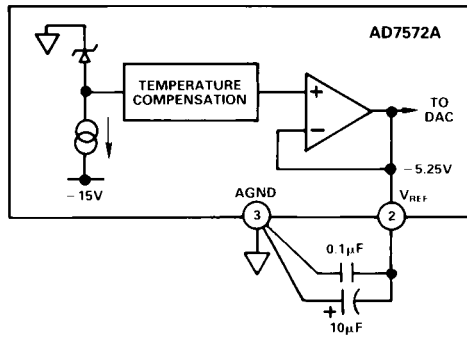 AD7572A
TEMPERATURE
COMPENSATION
+
−
TO
DAC
−5.25V
−15V
AGND
VREF
3
2
0.1µF
+
10µF